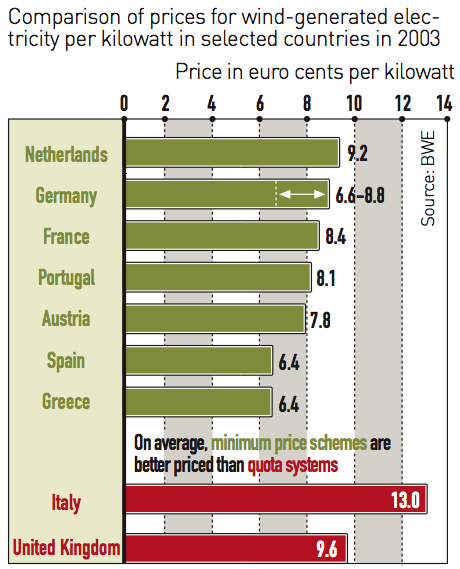 Comparison of prices for wind-generated elec-
tricity per kilowatt in selected countries in 2003
Price in euro cents per kilowatt
0 2 4 6 8 10 12 14
Netherlands 9.2
Germany 6.6–8.8
France 8.4
Portugal 8.1
Austria 7.8
Spain 6.4
Greece 6.4
Source: BWE
On average, minimum price schemes are
better priced than quota systems
Italy 13.0
United Kingdom 9.6